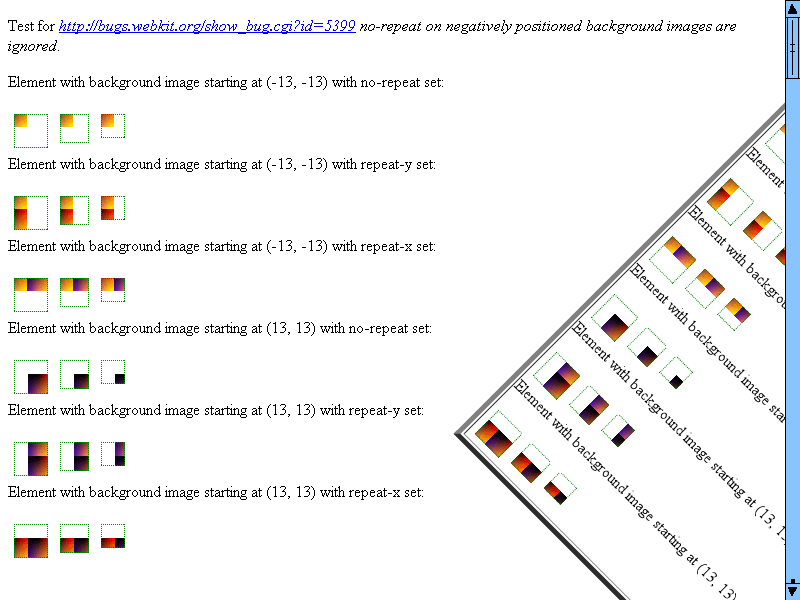 Test for http://bugs.webkit.org/show_bug.cgi?id=5399 no-repeat on negatively positioned background images are
ignored.
Element with background image starting at (-13, -13) with no-repeat set:
Element with background image starting at (-13, -13) with repeat-y set:
Element with background image starting at (-13, -13) with repeat-x set:
Element with background image starting at (13, 13) with no-repeat set:
Element with background image starting at (13, 13) with repeat-y set:
Element with background image starting at (13, 13) with repeat-x set:
Element
Element with backgrou
Element with background image sta
Element with background image starting at (13, 1
Element with background image starting at (13, 13)